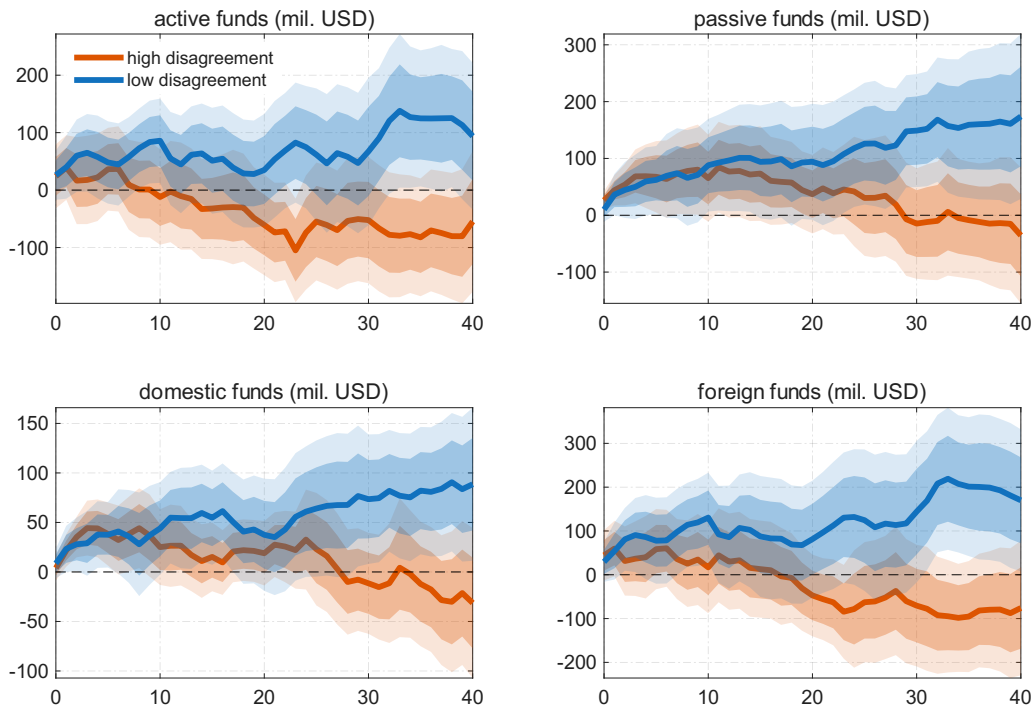 active funds (mil. USD)
high disagreement
low disagreement
200
100
0
-100
0 10 20 30 40
passive funds (mil. USD)
300
200
100
0
-100
0 10 20 30 40
domestic funds (mil. USD)
150
100
50
0
-50
-100
0 10 20 30 40
foreign funds (mil. USD)
300
200
100
0
-100
-200
0 10 20 30 40